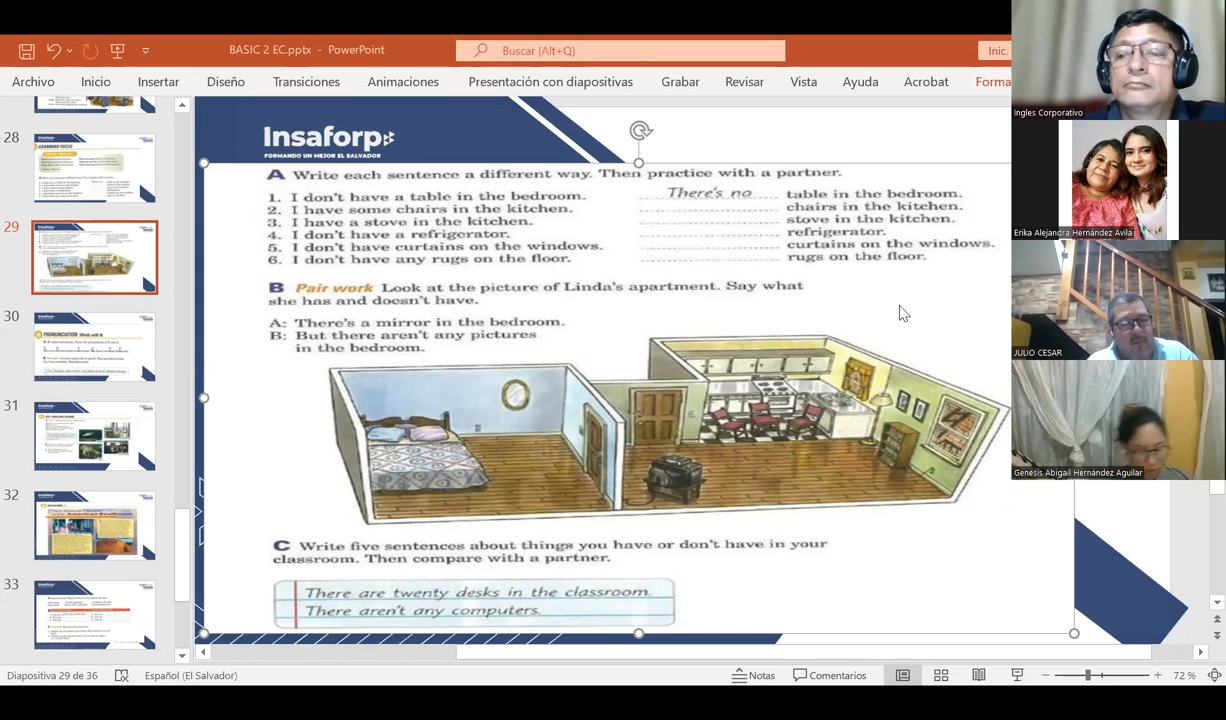 BASIC 2 EC.pptx - PowerPoint
Buscar (Alt+Q)
Inic.
Archivo Inicio Insertar Diseño Transiciones Animaciones Presentación con diapositivas Grabar Revisar Vista Ayuda Acrobat Forma
Ingles Corporativo
Erika Alejandra Hernández Avila
JULIO CESAR
Genesis Abigail Hernández Aguilar
28
GRAMMAR FOCUS
29
30
PRONUNCIATION
31
32
33
Insaforp
FORMANDO UN MEJOR EL SALVADOR
A Write each sentence a different way. Then practice with a partner.
1. I don't have a table in the bedroom. There's no table in the bedroom.
2. I have some chairs in the kitchen. chairs in the kitchen.
3. I have a stove in the kitchen. stove in the kitchen.
4. I don't have a refrigerator. refrigerator.
5. I don't have curtains on the windows. curtains on the windows.
6. I don't have any rugs on the floor. rugs on the floor.
B Pair work Look at the picture of Linda's apartment. Say what
she has and doesn't have.
A: There's a mirror in the bedroom.
B: But there aren't any pictures
in the bedroom.
C Write five sentences about things you have or don't have in your
classroom. Then compare with a partner.
There are twenty desks in the classroom.
There aren't any computers.
Diapositiva 29 de 36 Español (El Salvador) Notas Comentarios 72 %